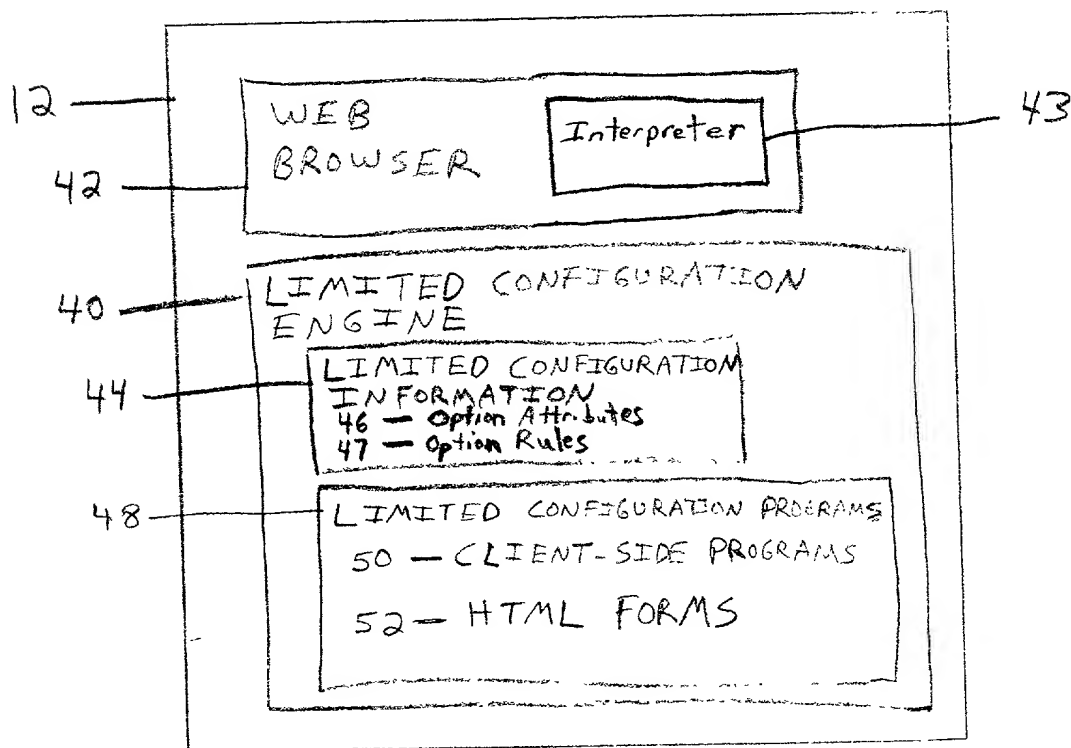 12
WEB
BROWSER
Interpreter
43
42
40
LIMITED CONFIGURATION
ENGINE
44
LIMITED CONFIGURATION
INFORMATION
46 — Option Attributes
47 — Option Rules
48
LIMITED CONFIGURATION PROGRAMS
50 — CLIENT-SIDE PROGRAMS
52 — HTML FORMS